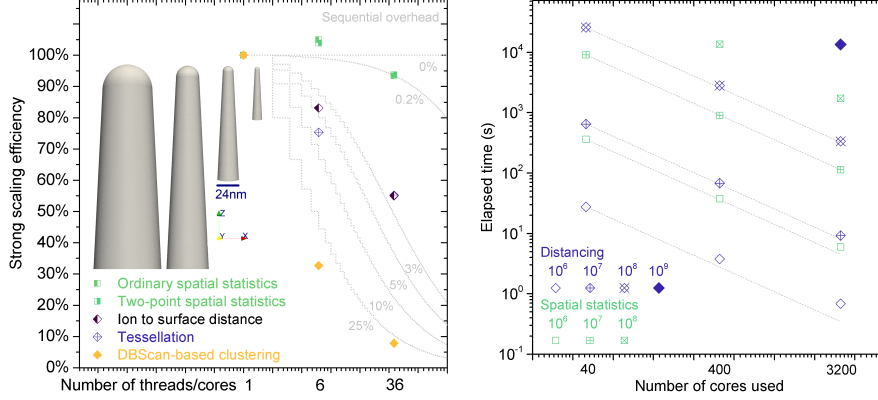 Sequential overhead
100%
90%
80%
70%
60%
50%
40%
30%
20%
10%
0%
Strong scaling efficiency
0%
0.2%
3%
5%
10%
25%
24nm
Z
Y
X
Ordinary spatial statistics
Two-point spatial statistics
Ion to surface distance
Tessellation
DBScan-based clustering
Number of threads/cores 1 6 36
10^4
10^3
10^2
10^1
10^0
10^-1
Elapsed time (s)
Distancing
10^6 10^7 10^8 10^9
Spatial statistics
10^6 10^7 10^8
40 400 3200
Number of cores used